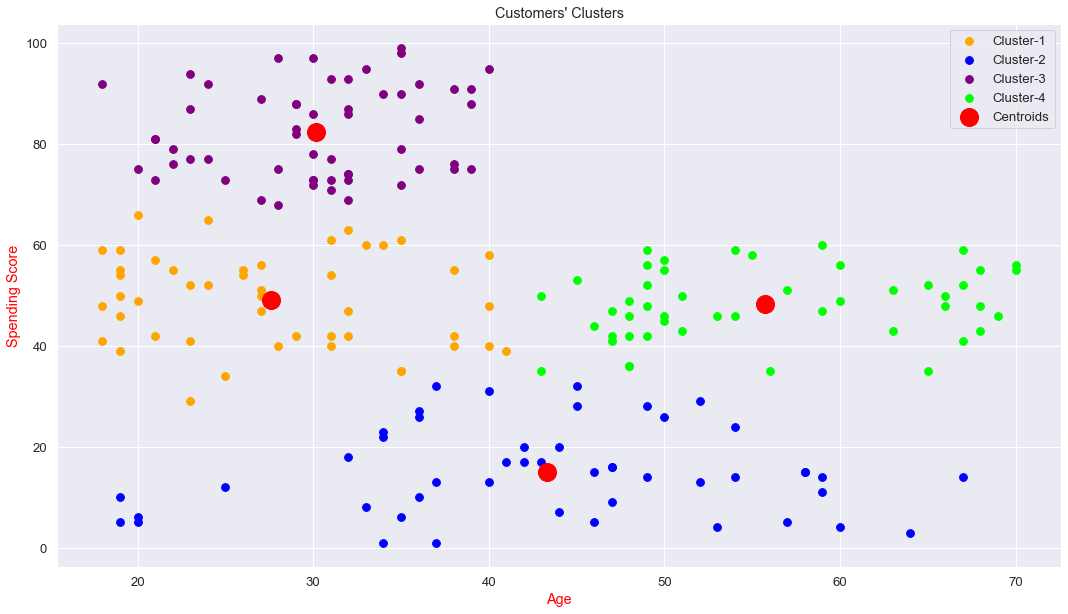 Customers' Clusters
Cluster-1
Cluster-2
Cluster-3
Cluster-4
Centroids
Spending Score
100
80
60
40
20
0
20 30 40 50 60 70
Age